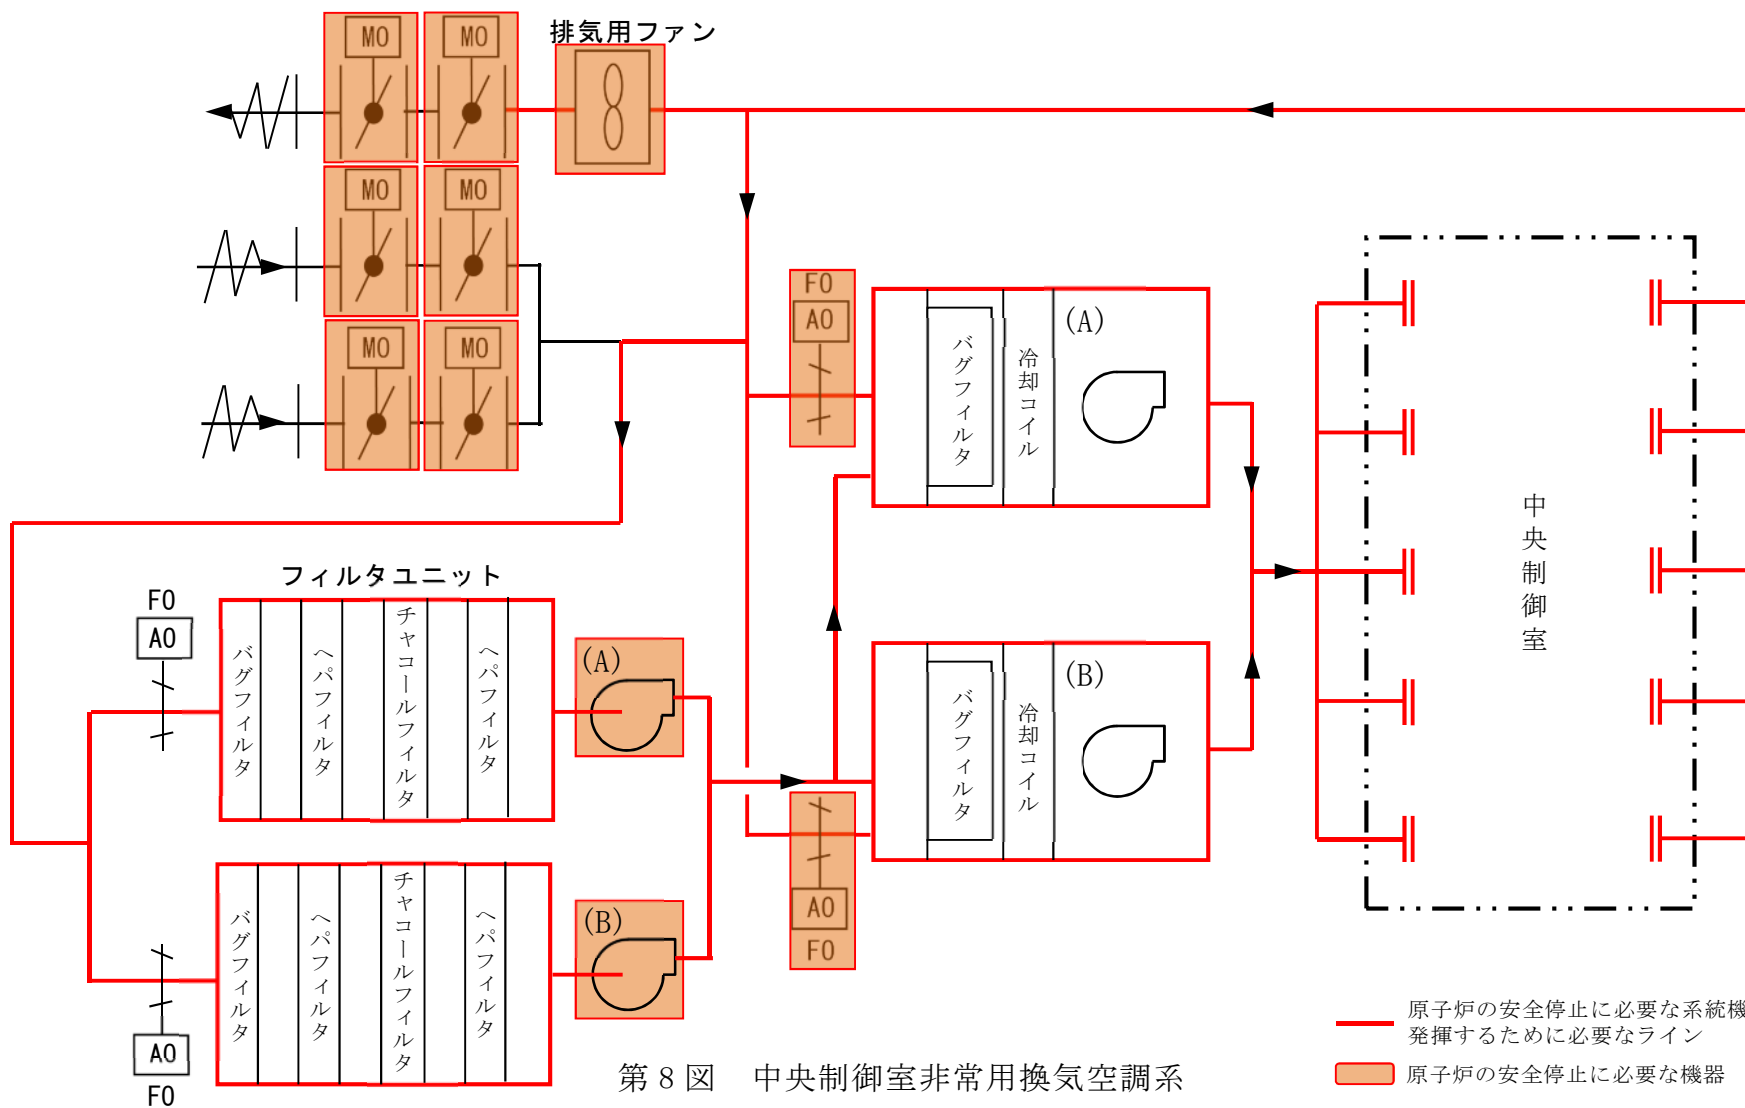 排気用ファン
MO
MO
MO
MO
MO
MO
FO
AO
(A)
バグフィルタ
冷却コイル
中央制御室
フィルタユニット
FO
AO
バグフィルタ
ヘパフィルタ
チャコールフィルタ
ヘパフィルタ
(A)
(B)
バグフィルタ
冷却コイル
AO
FO
バグフィルタ
ヘパフィルタ
チャコールフィルタ
ヘパフィルタ
(B)
AO
FO
原子炉の安全停止に必要な系統機
発揮するために必要なライン
原子炉の安全停止に必要な機器
第8図 中央制御室非常用換気空調系